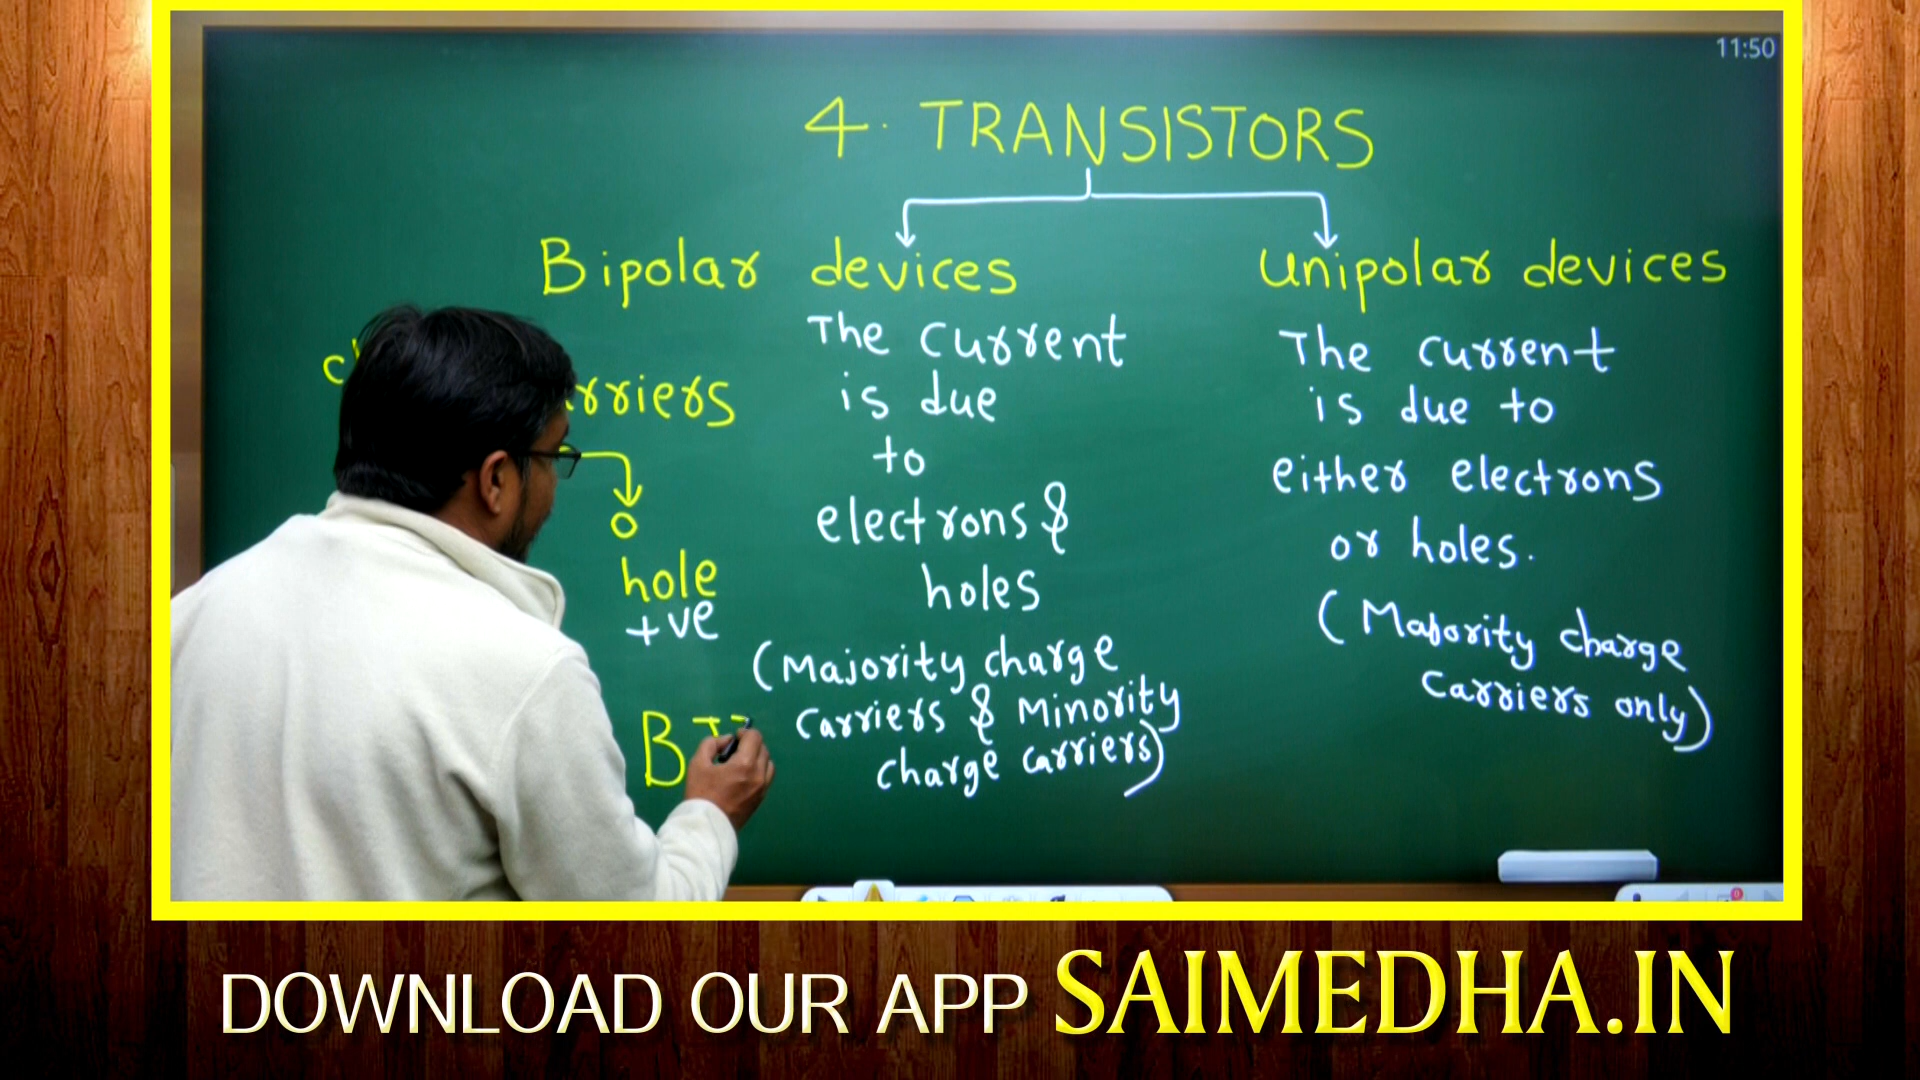 11:50
4. TRANSISTORS
Bipolar devices
Unipolar devices
rriers
hole
+ve
The current
is due
to
electrons &
holes
(Majority charge
carriers & Minority
charge carriers)
The current
is due to
either electrons
or holes.
(Majority charge
carriers only)
DOWNLOAD OUR APP SAIMEDHA.IN